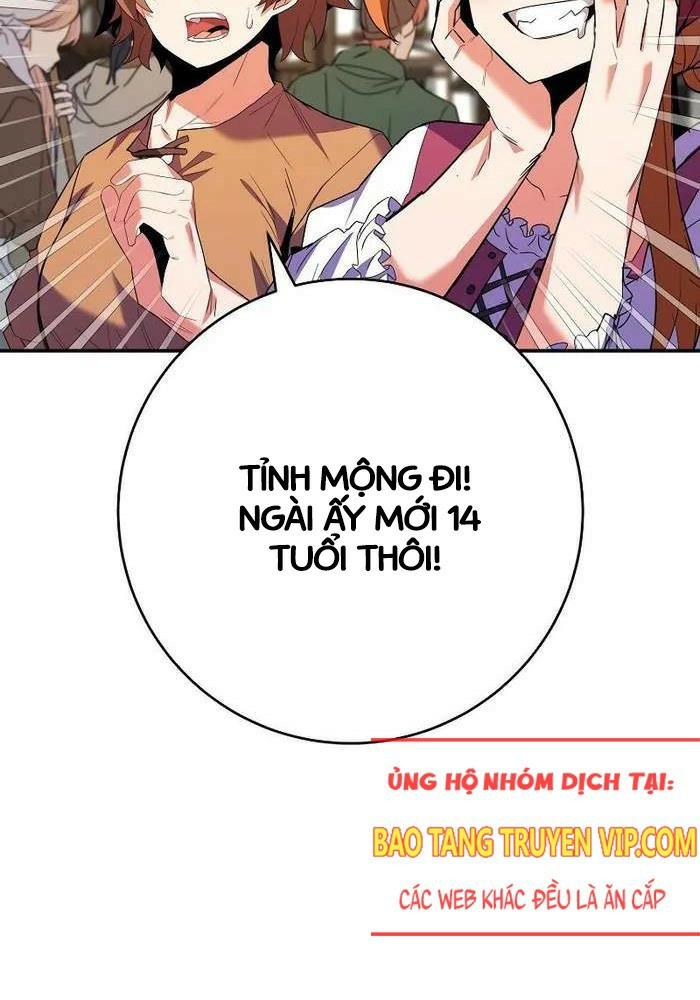 TỈNH MỘNG ĐI!
NGÀI ẤY MỚI 14
TUỔI THÔI!
ỦNG HỘ NHÓM DỊCH TẠI:
BAO TANG TRUYEN VIP.COM
CÁC WEB KHÁC ĐỀU LÀ ĂN CẮP